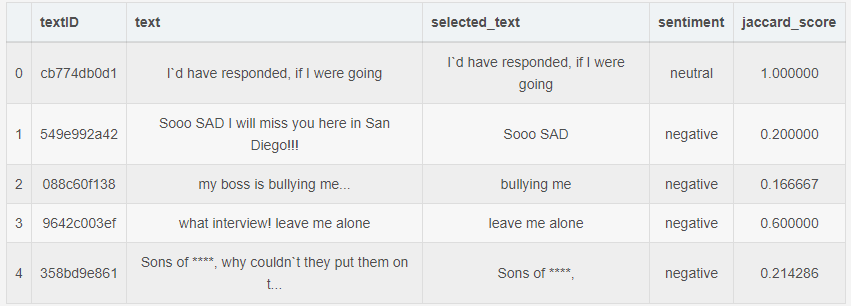 textID text selected_text sentiment jaccard_score
0 cb774db0d1 I`d have responded, if I were going I`d have responded, if I were going neutral 1.000000
1 549e992a42 Sooo SAD I will miss you here in San Diego!!! Sooo SAD negative 0.200000
2 088c60f138 my boss is bullying me... bullying me negative 0.166667
3 9642c003ef what interview! leave me alone leave me alone negative 0.600000
4 358bd9e861 Sons of ****, why couldn`t they put them on t... Sons of ****, negative 0.214286